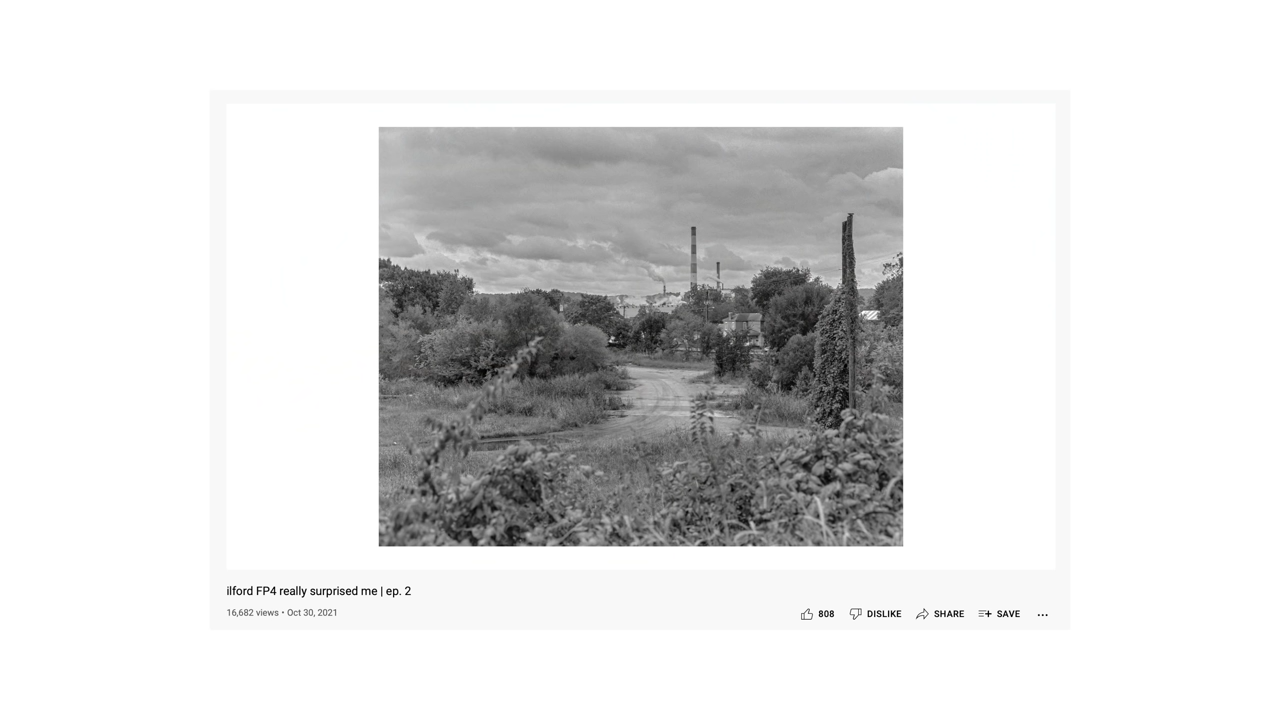 ilford FP4 really surprised me | ep. 2
16,682 views • Oct 30, 2021
808 DISLIKE SHARE SAVE